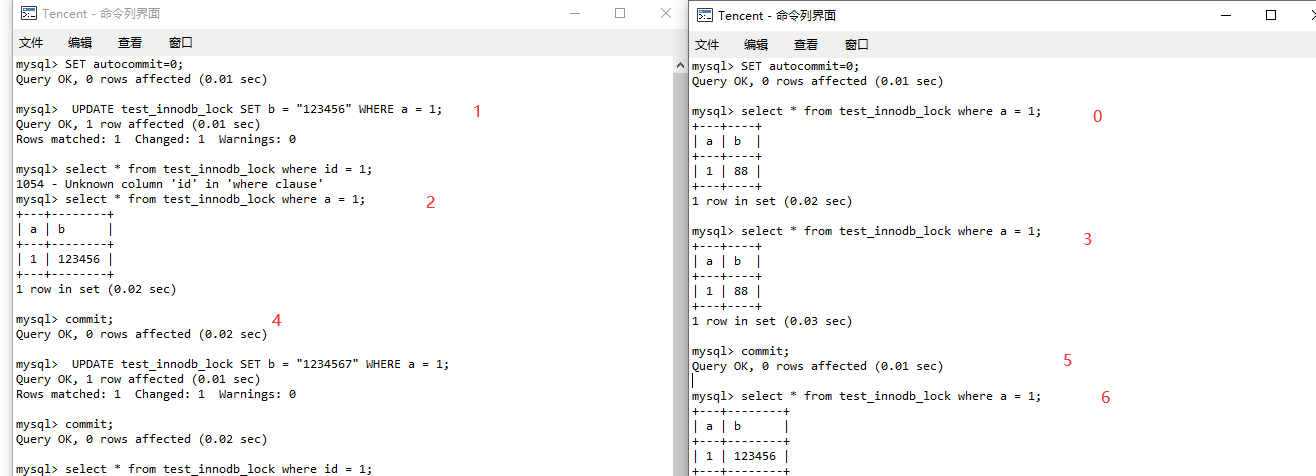 Tencent - 命令列界面
文件 编辑 查看 窗口
mysql> SET autocommit=0;
Query OK, 0 rows affected (0.01 sec)
mysql>  UPDATE test_innodb_lock SET b = "123456" WHERE a = 1; 1
Query OK, 1 row affected (0.01 sec)
Rows matched: 1  Changed: 1  Warnings: 0
mysql> select * from test_innodb_lock where id = 1;
1054 - Unknown column 'id' in 'where clause'
mysql> select * from test_innodb_lock where a = 1; 2
+---+--------+
| a | b      |
+---+--------+
| 1 | 123456 |
+---+--------+
1 row in set (0.02 sec)
mysql> commit; 4
Query OK, 0 rows affected (0.02 sec)
mysql>  UPDATE test_innodb_lock SET b = "1234567" WHERE a = 1;
Query OK, 1 row affected (0.01 sec)
Rows matched: 1  Changed: 1  Warnings: 0
mysql> commit;
Query OK, 0 rows affected (0.02 sec)
mysql> select * from test_innodb_lock where id = 1;
Tencent - 命令列界面
文件 编辑 查看 窗口
mysql> SET autocommit=0;
Query OK, 0 rows affected (0.01 sec)
mysql> select * from test_innodb_lock where a = 1; 0
+---+----+
| a | b  |
+---+----+
| 1 | 88 |
+---+----+
1 row in set (0.02 sec)
mysql> select * from test_innodb_lock where a = 1; 3
+---+----+
| a | b  |
+---+----+
| 1 | 88 |
+---+----+
1 row in set (0.03 sec)
mysql> commit;
Query OK, 0 rows affected (0.01 sec) 5
mysql> select * from test_innodb_lock where a = 1; 6
+---+--------+
| a | b      |
+---+--------+
| 1 | 123456 |
+---+--------+